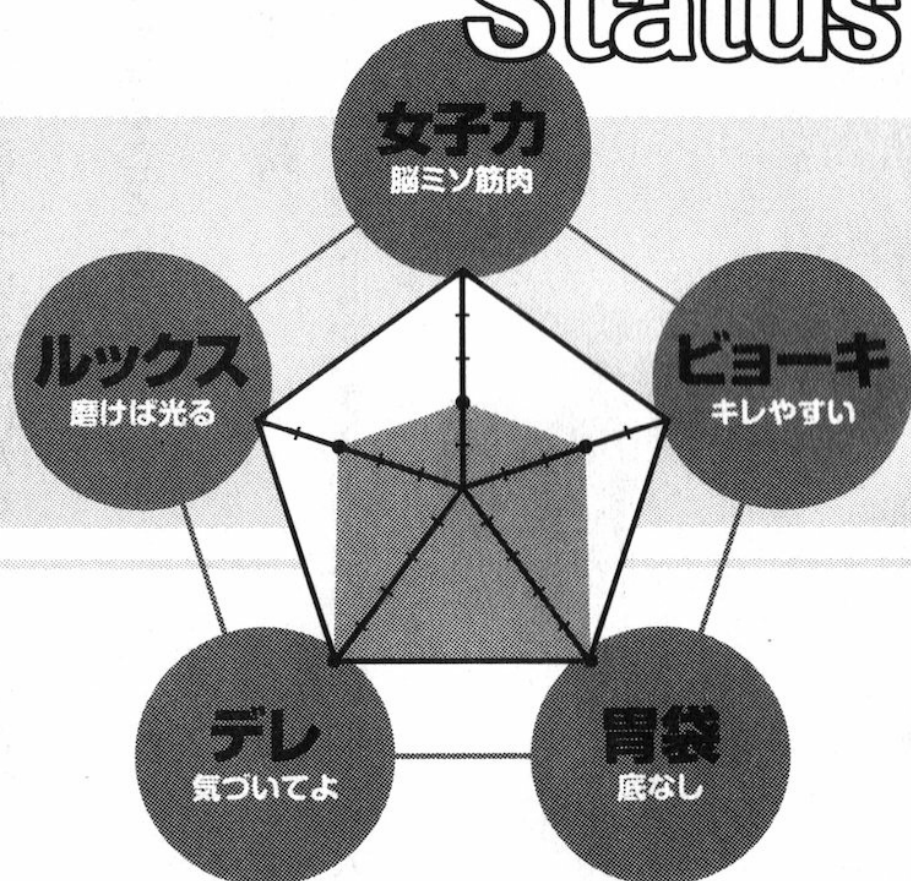 Status
女子力
脳ミソ筋肉
ルックス
磨けば光る
ビョーキ
キレやすい
デレ
気づいてよ
胃袋
底なし